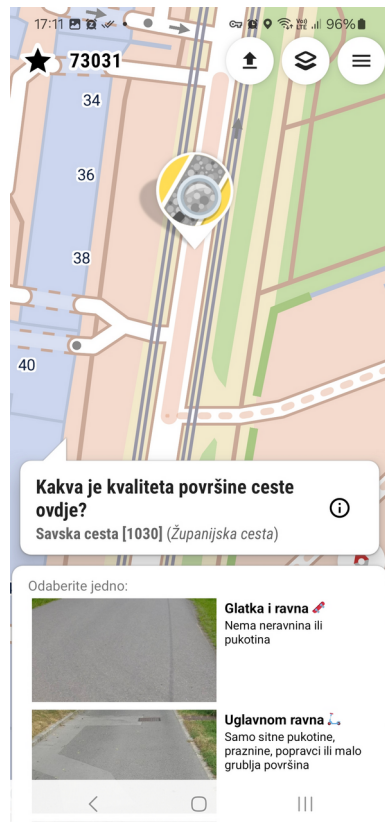 17:11 96%
73031
34
36
38
40
Kakva je kvaliteta površine ceste
ovdje?
Savska cesta [1030] (Županijska cesta)
Odaberite jedno:
Glatka i ravna
Nema neravnina ili
pukotina
Uglavnom ravna
Samo sitne pukotine,
praznine, popravci ili malo
grublja površina